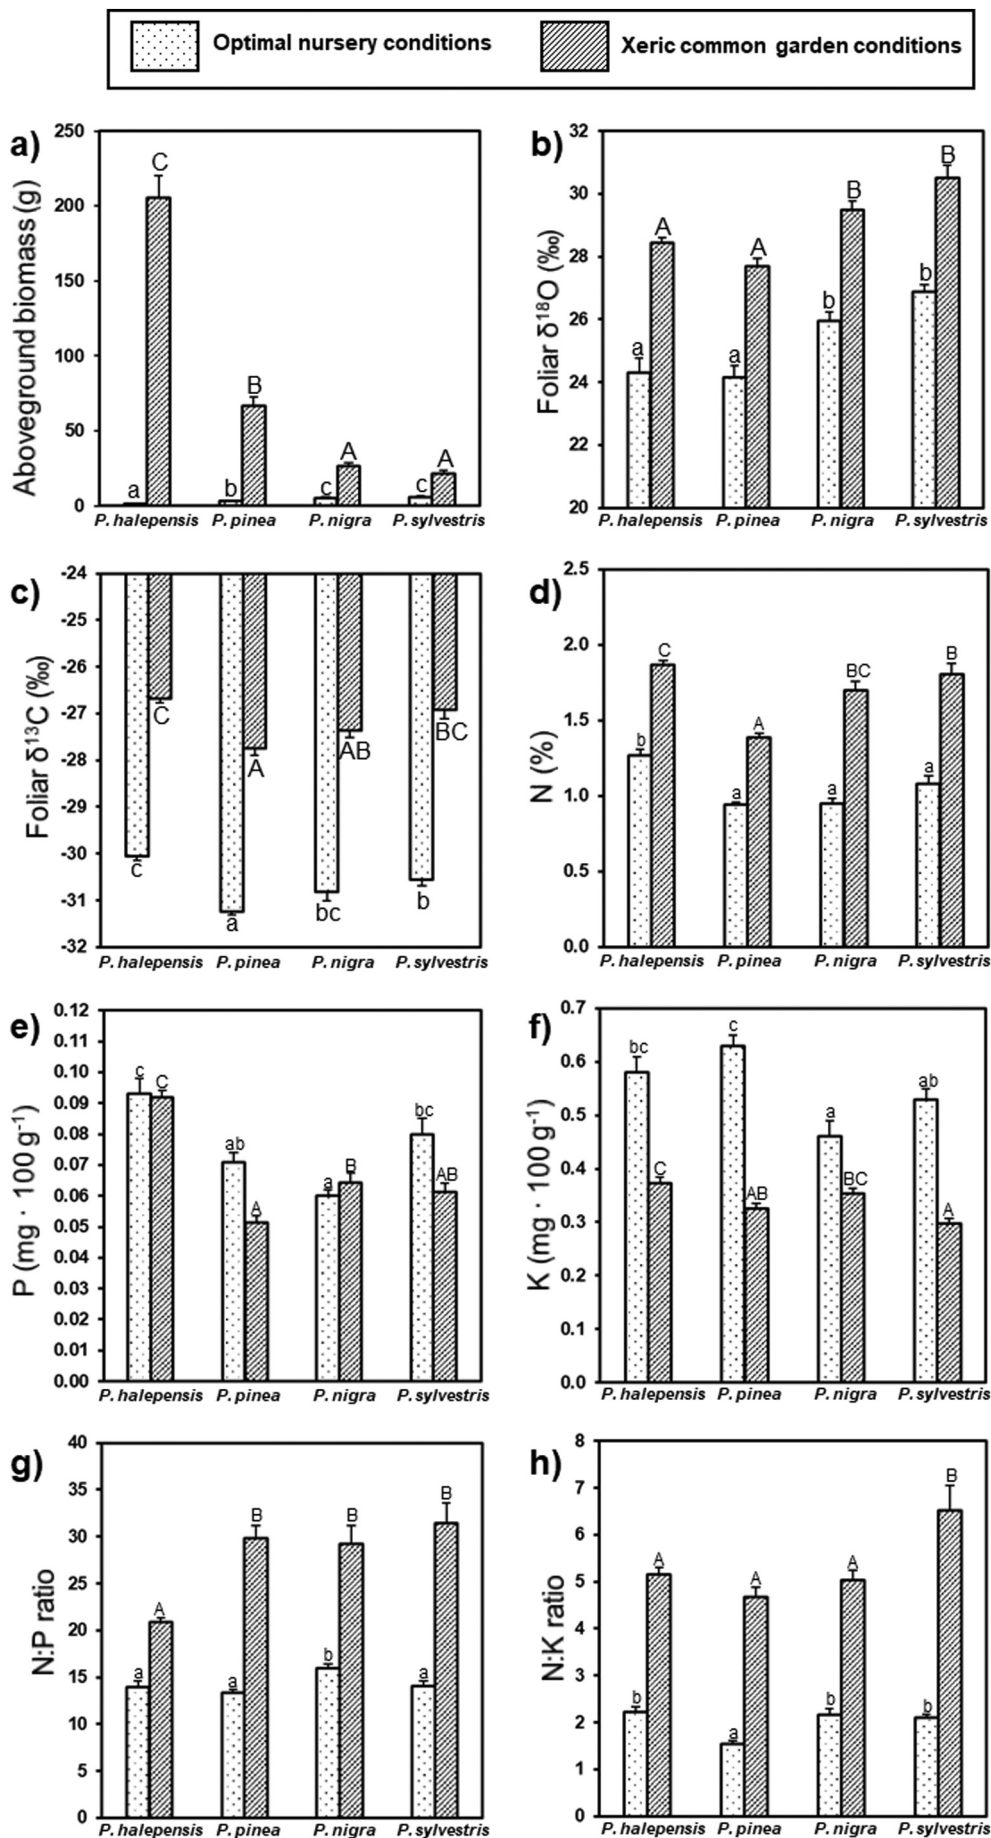 Optimal nursery conditions
Xeric common garden conditions
a)
Aboveground biomass (g)
250
200
150
100
50
0
a
C
b
B
c
A
c
A
P. halepensis
P. pinea
P. nigra
P. sylvestris
b)
Foliar δ18O (‰)
32
30
28
26
24
22
20
a
A
a
A
b
B
b
B
P. halepensis
P. pinea
P. nigra
P. sylvestris
c)
Foliar δ13C (‰)
-24
-25
-26
-27
-28
-29
-30
-31
-32
c
C
a
A
bc
AB
b
BC
P. halepensis
P. pinea
P. nigra
P. sylvestris
d)
N (%)
2.5
2.0
1.5
1.0
0.5
0.0
b
C
a
A
a
BC
a
B
P. halepensis
P. pinea
P. nigra
P. sylvestris
e)
P (mg · 100 g-1)
0.12
0.11
0.10
0.09
0.08
0.07
0.06
0.05
0.04
0.03
0.02
0.01
0.00
c
C
ab
A
a
B
bc
AB
P. halepensis
P. pinea
P. nigra
P. sylvestris
f)
K (mg · 100 g-1)
0.7
0.6
0.5
0.4
0.3
0.2
0.1
0.0
bc
C
c
AB
a
BC
ab
A
P. halepensis
P. pinea
P. nigra
P. sylvestris
g)
N:P ratio
40
35
30
25
20
15
10
5
0
a
A
a
B
b
B
a
B
P. halepensis
P. pinea
P. nigra
P. sylvestris
h)
N:K ratio
8
7
6
5
4
3
2
1
0
b
A
a
A
b
A
b
B
P. halepensis
P. pinea
P. nigra
P. sylvestris